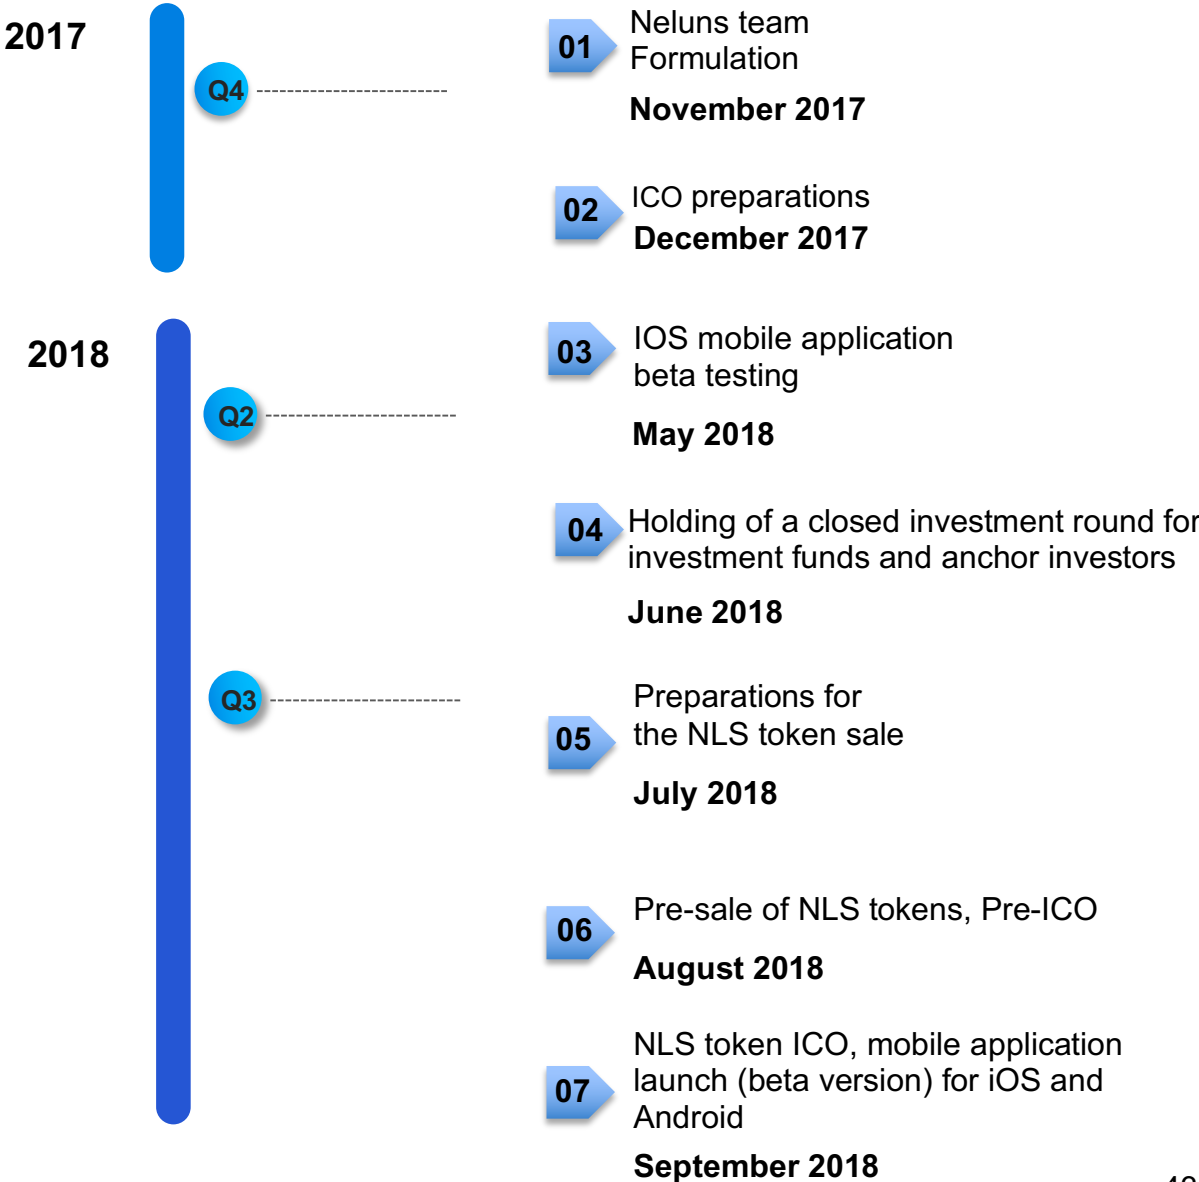 2017
Q4
01
Neluns team
Formulation
November 2017
02
ICO preparations
December 2017
2018
Q2
03
IOS mobile application
beta testing
May 2018
04
Holding of a closed investment round for
investment funds and anchor investors
June 2018
Q3
05
Preparations for
the NLS token sale
July 2018
06
Pre-sale of NLS tokens, Pre-ICO
August 2018
07
NLS token ICO, mobile application
launch (beta version) for iOS and
Android
September 2018